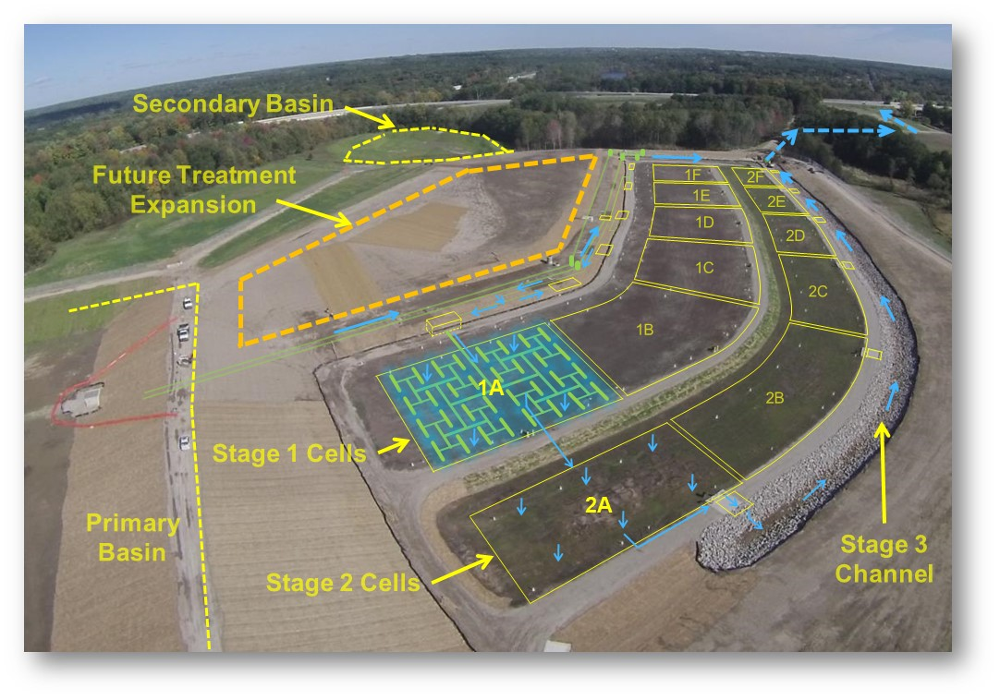 Secondary Basin
Future Treatment
Expansion
1F
2F
1E
2E
1D
2D
1C
2C
1B
1A
2B
Stage 1 Cells
2A
Primary
Basin
Stage 3
Channel
Stage 2 Cells